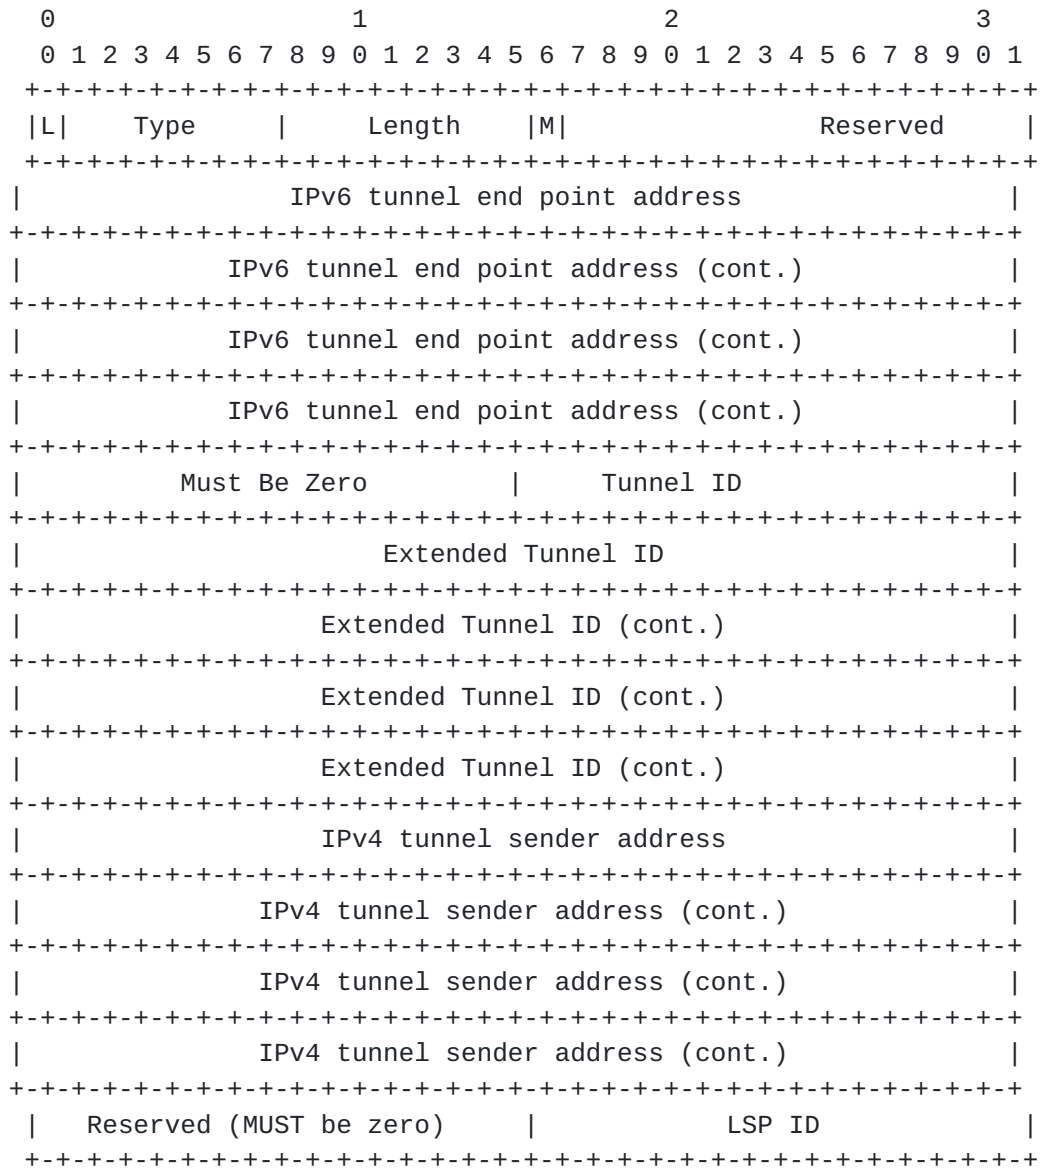 0                   1                   2                   3
  0 1 2 3 4 5 6 7 8 9 0 1 2 3 4 5 6 7 8 9 0 1 2 3 4 5 6 7 8 9 0 1
 +-+-+-+-+-+-+-+-+-+-+-+-+-+-+-+-+-+-+-+-+-+-+-+-+-+-+-+-+-+-+-+-+
 |L|    Type     |     Length    |M|                Reserved     |
 +-+-+-+-+-+-+-+-+-+-+-+-+-+-+-+-+-+-+-+-+-+-+-+-+-+-+-+-+-+-+-+-+
|                 IPv6 tunnel end point address                 |
+-+-+-+-+-+-+-+-+-+-+-+-+-+-+-+-+-+-+-+-+-+-+-+-+-+-+-+-+-+-+-+-+
|             IPv6 tunnel end point address (cont.)             |
+-+-+-+-+-+-+-+-+-+-+-+-+-+-+-+-+-+-+-+-+-+-+-+-+-+-+-+-+-+-+-+-+
|             IPv6 tunnel end point address (cont.)             |
+-+-+-+-+-+-+-+-+-+-+-+-+-+-+-+-+-+-+-+-+-+-+-+-+-+-+-+-+-+-+-+-+
|             IPv6 tunnel end point address (cont.)             |
+-+-+-+-+-+-+-+-+-+-+-+-+-+-+-+-+-+-+-+-+-+-+-+-+-+-+-+-+-+-+-+-+
|          Must Be Zero         |     Tunnel ID                 |
+-+-+-+-+-+-+-+-+-+-+-+-+-+-+-+-+-+-+-+-+-+-+-+-+-+-+-+-+-+-+-+-+
|                       Extended Tunnel ID                      |
+-+-+-+-+-+-+-+-+-+-+-+-+-+-+-+-+-+-+-+-+-+-+-+-+-+-+-+-+-+-+-+-+
|                   Extended Tunnel ID (cont.)                  |
+-+-+-+-+-+-+-+-+-+-+-+-+-+-+-+-+-+-+-+-+-+-+-+-+-+-+-+-+-+-+-+-+
|                   Extended Tunnel ID (cont.)                  |
+-+-+-+-+-+-+-+-+-+-+-+-+-+-+-+-+-+-+-+-+-+-+-+-+-+-+-+-+-+-+-+-+
|                   Extended Tunnel ID (cont.)                  |
+-+-+-+-+-+-+-+-+-+-+-+-+-+-+-+-+-+-+-+-+-+-+-+-+-+-+-+-+-+-+-+-+
|                   IPv4 tunnel sender address                  |
+-+-+-+-+-+-+-+-+-+-+-+-+-+-+-+-+-+-+-+-+-+-+-+-+-+-+-+-+-+-+-+-+
|               IPv4 tunnel sender address (cont.)              |
+-+-+-+-+-+-+-+-+-+-+-+-+-+-+-+-+-+-+-+-+-+-+-+-+-+-+-+-+-+-+-+-+
|               IPv4 tunnel sender address (cont.)              |
+-+-+-+-+-+-+-+-+-+-+-+-+-+-+-+-+-+-+-+-+-+-+-+-+-+-+-+-+-+-+-+-+
|               IPv4 tunnel sender address (cont.)              |
+-+-+-+-+-+-+-+-+-+-+-+-+-+-+-+-+-+-+-+-+-+-+-+-+-+-+-+-+-+-+-+-+
 |   Reserved (MUST be zero)     |            LSP ID             |
 +-+-+-+-+-+-+-+-+-+-+-+-+-+-+-+-+-+-+-+-+-+-+-+-+-+-+-+-+-+-+-+-+